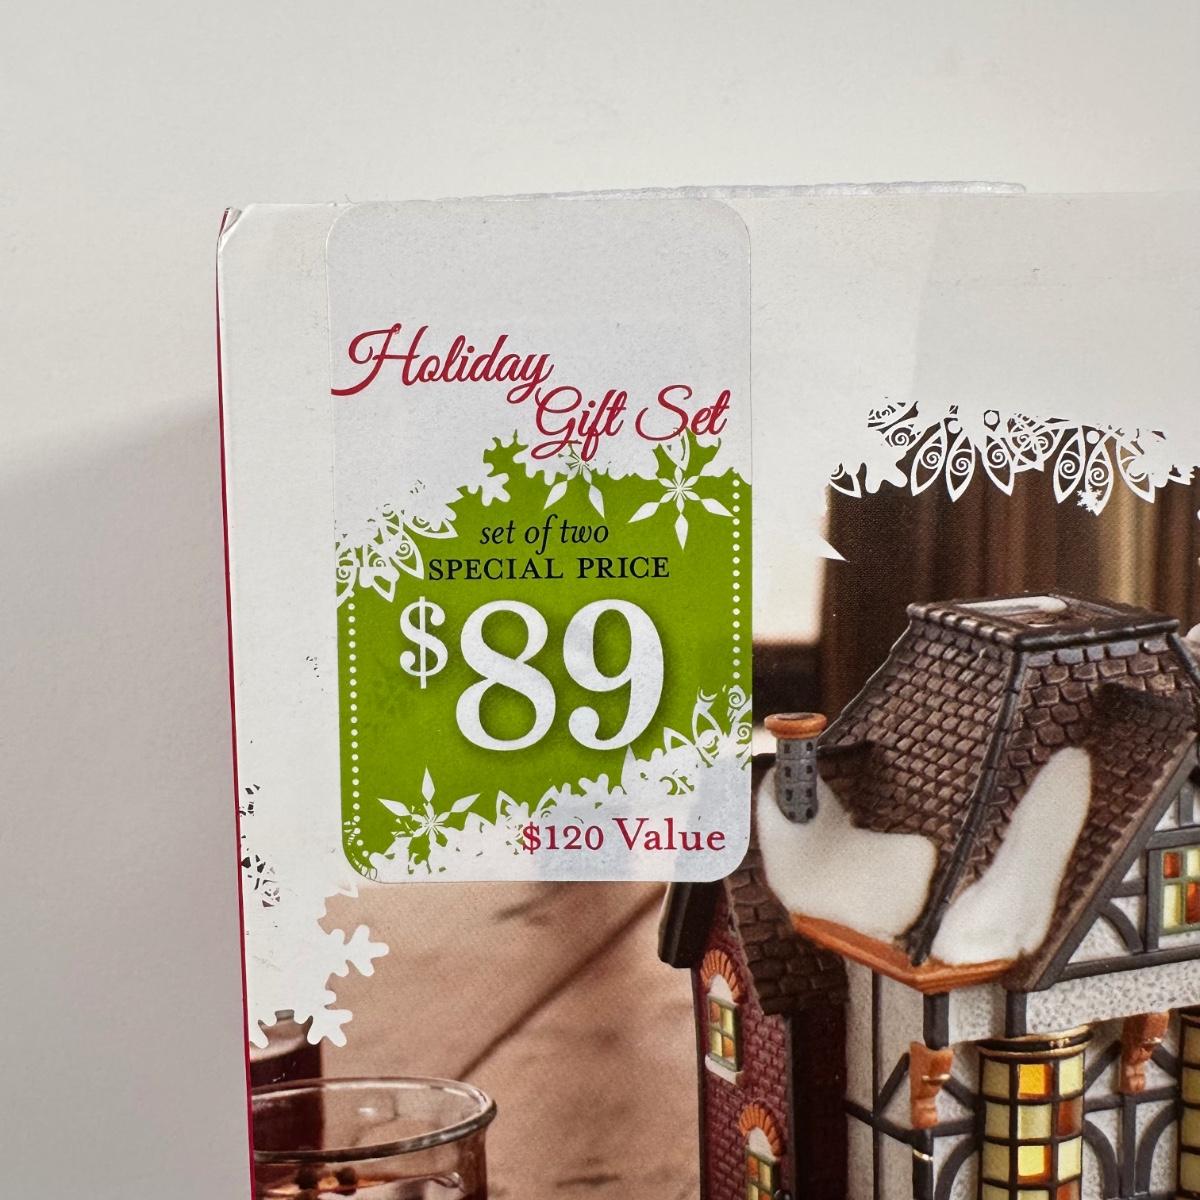 Holiday
Gift Set
set of two
SPECIAL PRICE
$89
$120 Value